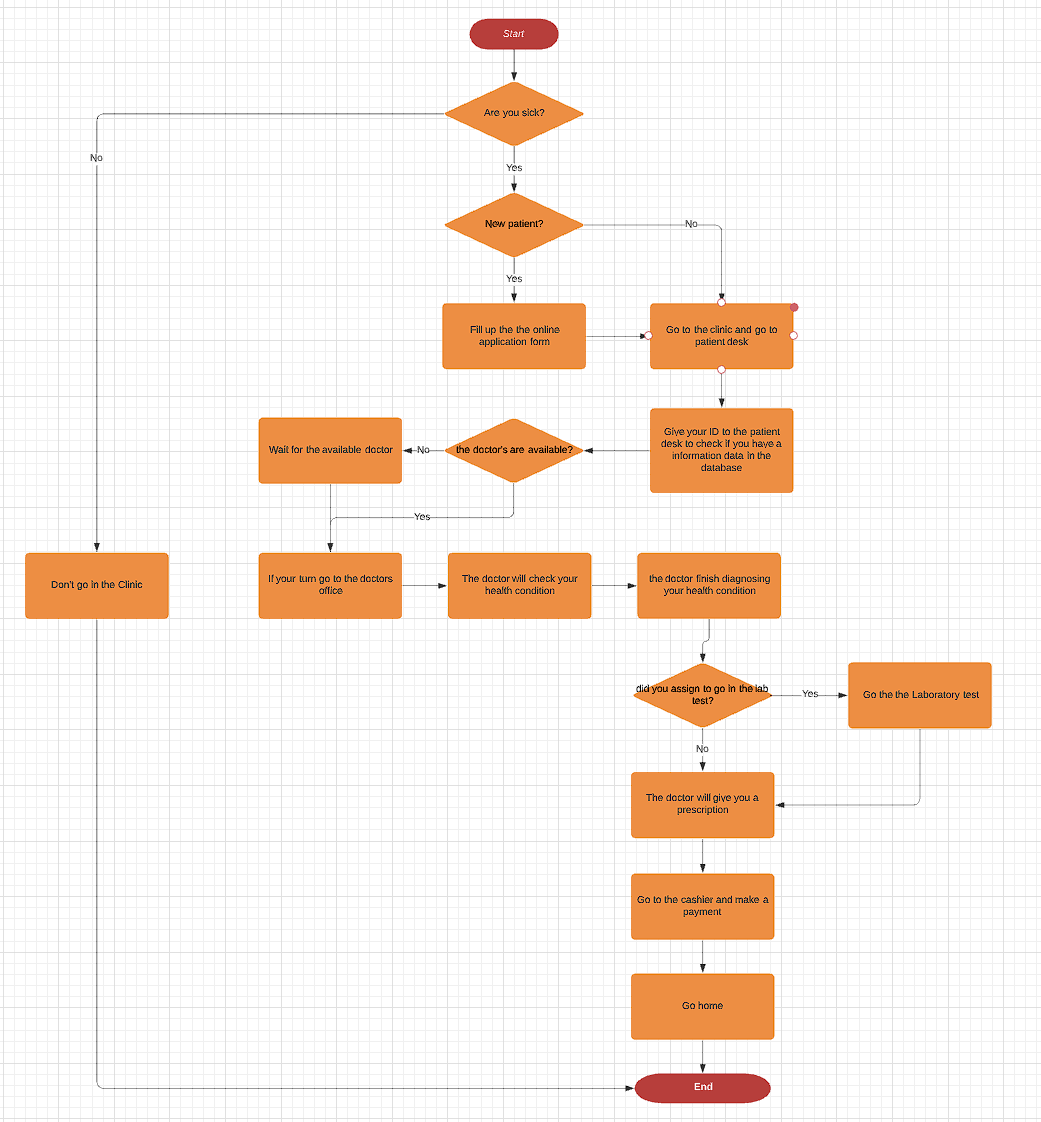 Start
Are you sick?
No
Yes
New patient?
No
Yes
Fill up the the online
application form
Go to the clinic and go to
patient desk
Give your ID to the patient
desk to check if you have a
information data in the
database
the doctor's are available?
No
Wait for the available doctor
Yes
Don't go in the Clinic
If your turn go to the doctors
office
The doctor will check your
health condition
the doctor finish diagnosing
your health condition
did you assign to go in the lab
test?
Yes
Go the the Laboratory test
No
The doctor will give you a
prescription
Go to the cashier and make a
payment
Go home
End